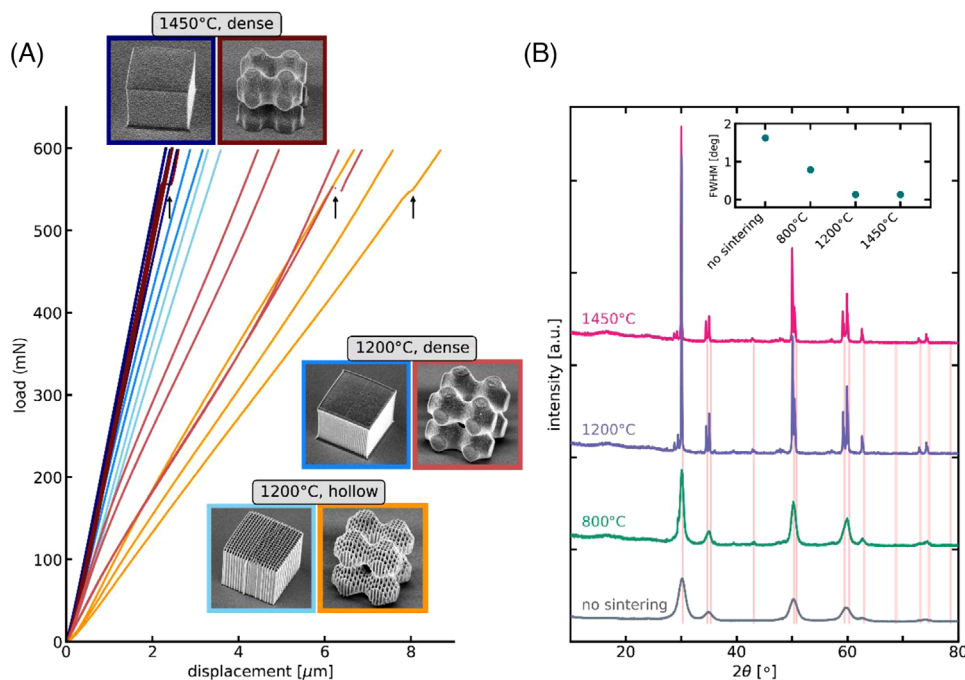 (A)
1450°C, dense
600
500
400
300
200
100
0
load (mN)
1200°C, dense
1200°C, hollow
0
2
4
6
8
displacement [μm]
(B)
2
1
0
FWHM [deg]
no sintering
800°C
1200°C
1450°C
1450°C
1200°C
800°C
no sintering
intensity [a.u.]
20
40
60
80
2θ [°]